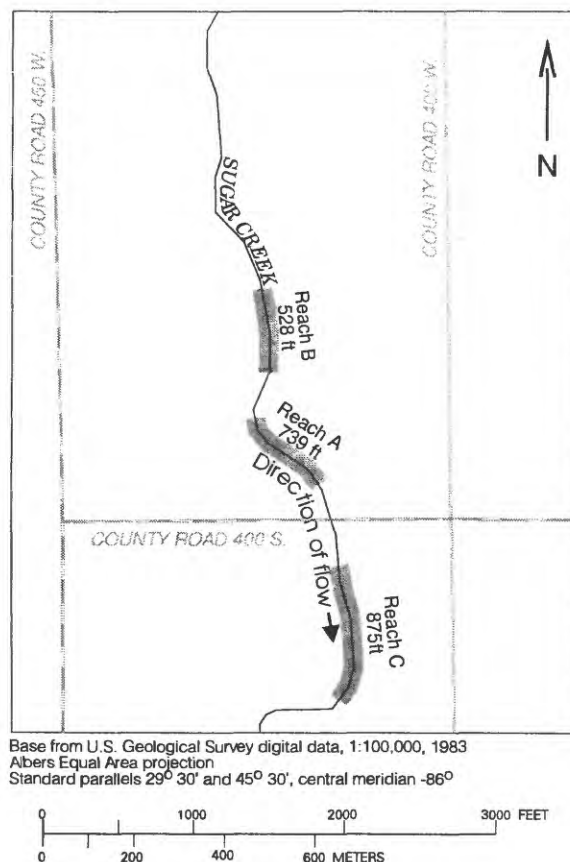 COUNTY ROAD 450 W.
COUNTY ROAD 400 W.
N
SUGAR CREEK
Reach B
528 ft
Reach A
739 ft
Direction of flow
COUNTY ROAD 400 S.
Reach C
875ft
Base from U.S. Geological Survey digital data, 1:100,000, 1983
Albers Equal Area projection
Standard parallels 29° 30' and 45° 30', central meridian -86°
0 1000 2000 3000 FEET
0 200 400 600 METERS